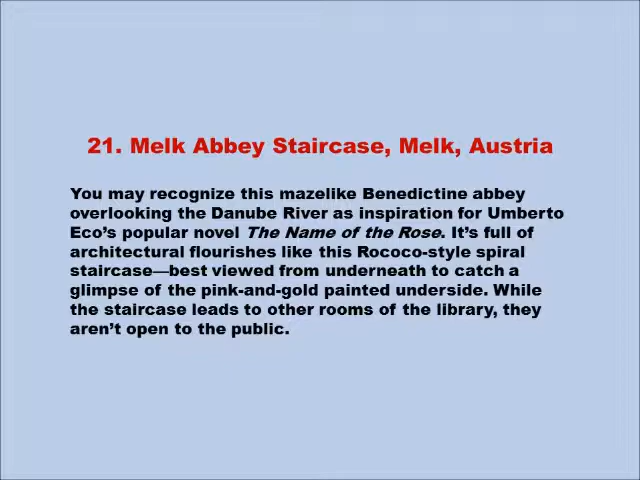 21. Melk Abbey Staircase, Melk, Austria
You may recognize this mazelike Benedictine abbey
overlooking the Danube River as inspiration for Umberto
Eco’s popular novel The Name of the Rose. It’s full of
architectural flourishes like this Rococo-style spiral
staircase—best viewed from underneath to catch a
glimpse of the pink-and-gold painted underside. While
the staircase leads to other rooms of the library, they
aren’t open to the public.